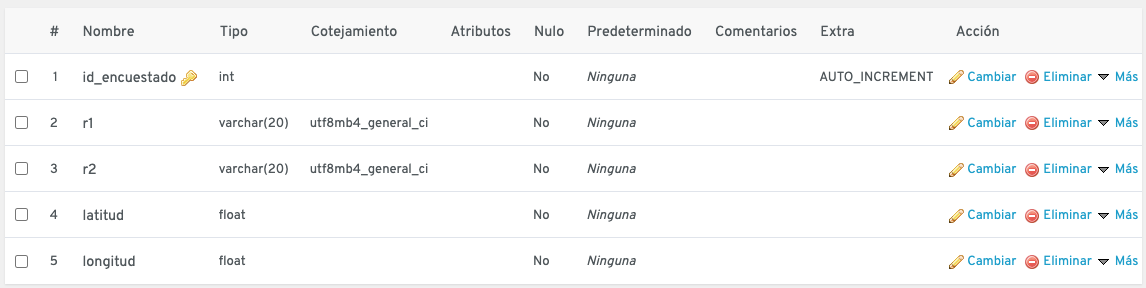 # Nombre Tipo Cotejamiento Atributos Nulo Predeterminado Comentarios Extra Acción
1 id_encuestado int No Ninguna AUTO_INCREMENT Cambiar Eliminar Más
2 r1 varchar(20) utf8mb4_general_ci No Ninguna Cambiar Eliminar Más
3 r2 varchar(20) utf8mb4_general_ci No Ninguna Cambiar Eliminar Más
4 latitud float No Ninguna Cambiar Eliminar Más
5 longitud float No Ninguna Cambiar Eliminar Más